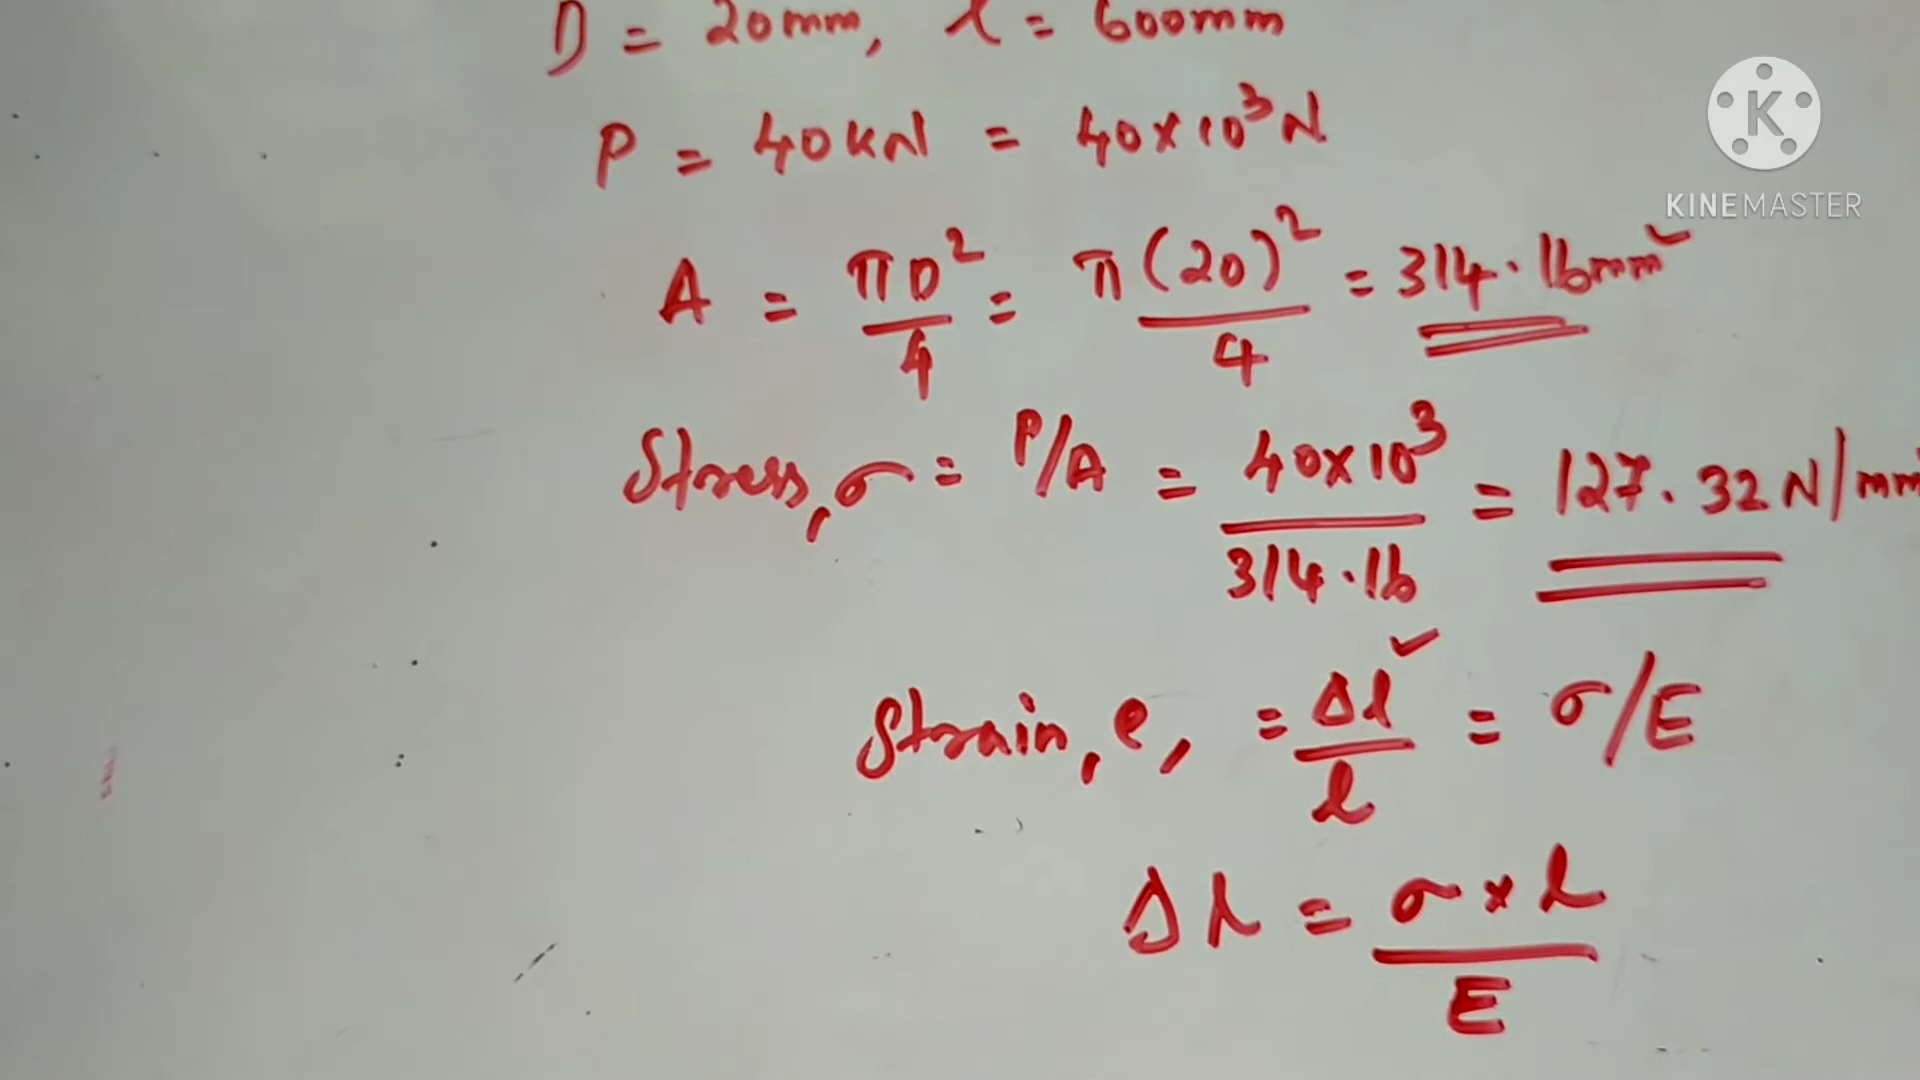 D = 20mm, l = 600mm
P = 40KN = 40×10³N
K
KINEMASTER
A = πD²/4 = π(20)²/4 = 314.16mm²
Stress, σ = P/A = 40×10³/314.16 = 127.32N/mm
Strain, e, = Δl/l = σ/E
Δl = σ×l/E